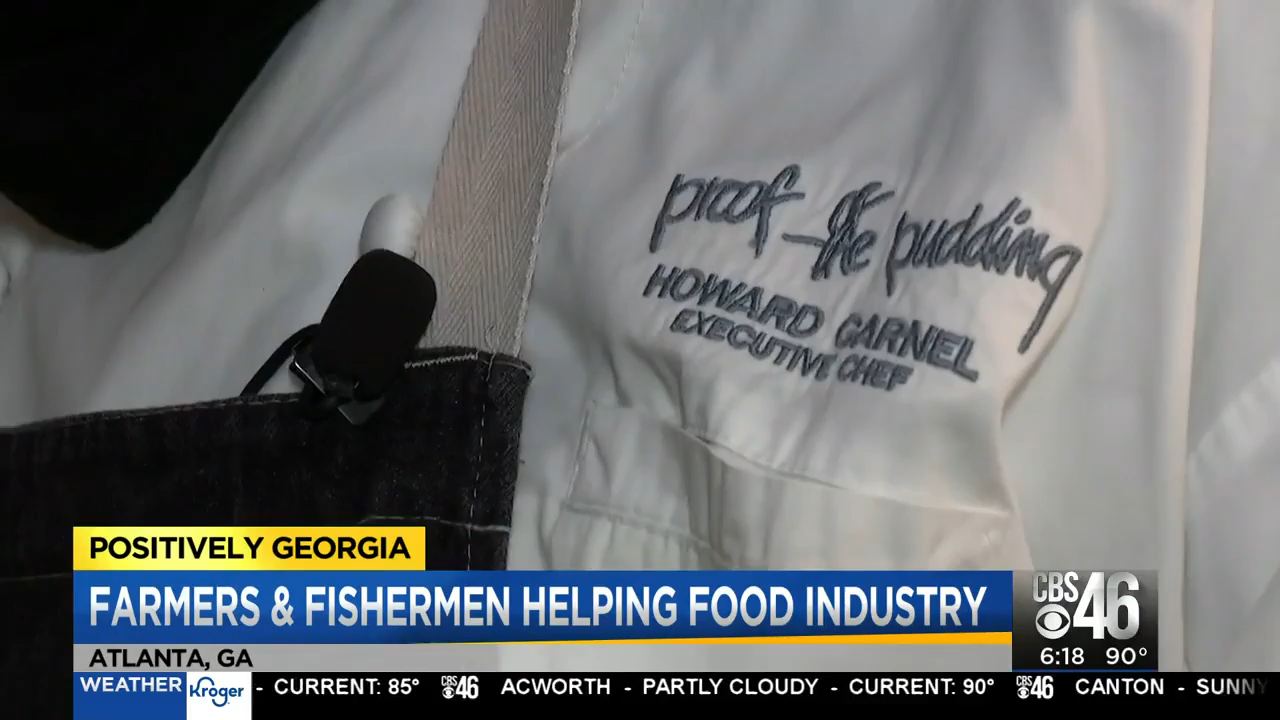 proof of the pudding
HOWARD GARNEL
EXECUTIVE CHEF
POSITIVELY GEORGIA
FARMERS & FISHERMEN HELPING FOOD INDUSTRY
ATLANTA, GA
CBS 46
6:18 90°
WEATHER Kroger - CURRENT: 85° CBS 46 ACWORTH - PARTLY CLOUDY - CURRENT: 90° CBS 46 CANTON - SUNNY